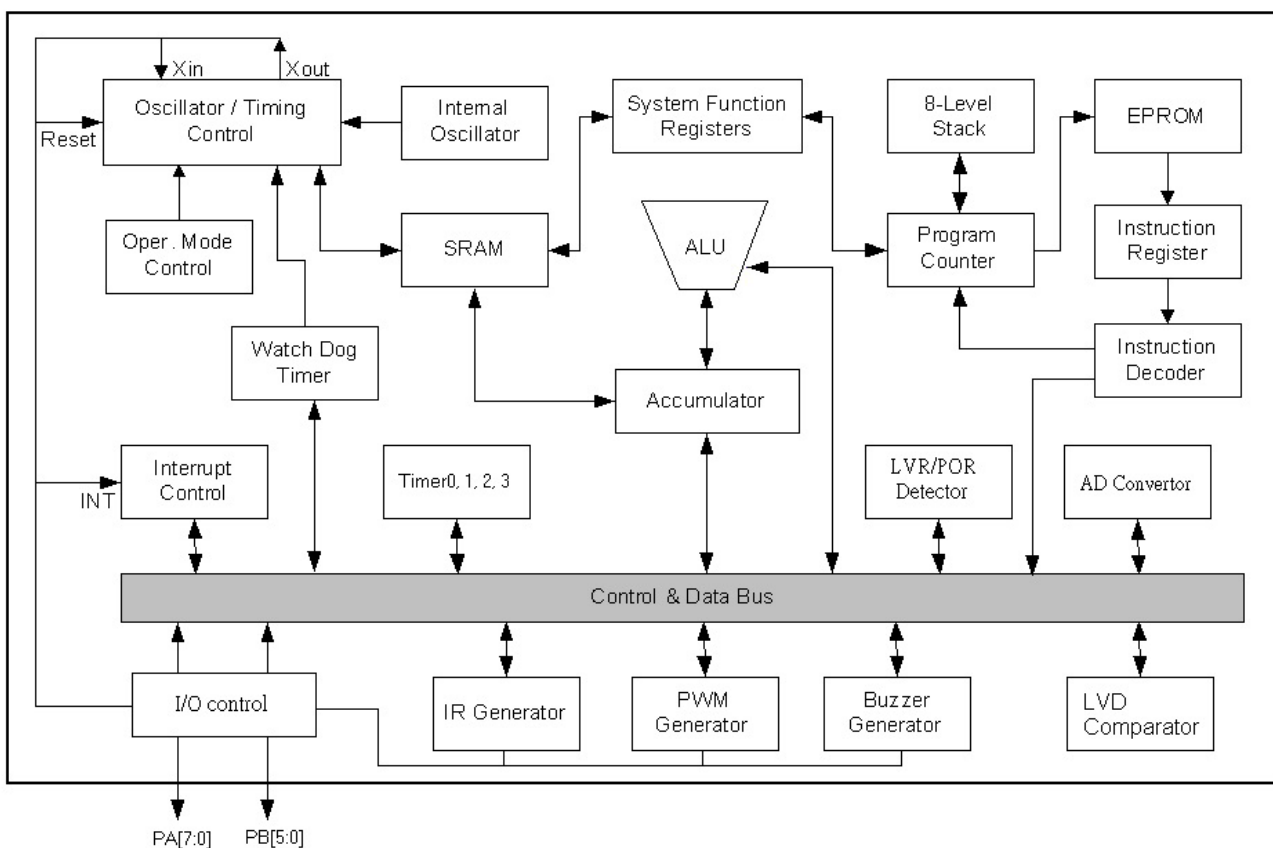 Xin
Xout
Oscillator / Timing
Control
Reset
Internal
Oscillator
System Function
Registers
8-Level
Stack
EPROM
Oper. Mode
Control
SRAM
ALU
Program
Counter
Instruction
Register
Watch Dog
Timer
Accumulator
Instruction
Decoder
Interrupt
Control
INT
Timer0, 1, 2, 3
LVR/POR
Detector
AD Convertor
Control & Data Bus
I/O control
IR Generator
PWM
Generator
Buzzer
Generator
LVD
Comparator
PA[7:0]
PB[5:0]